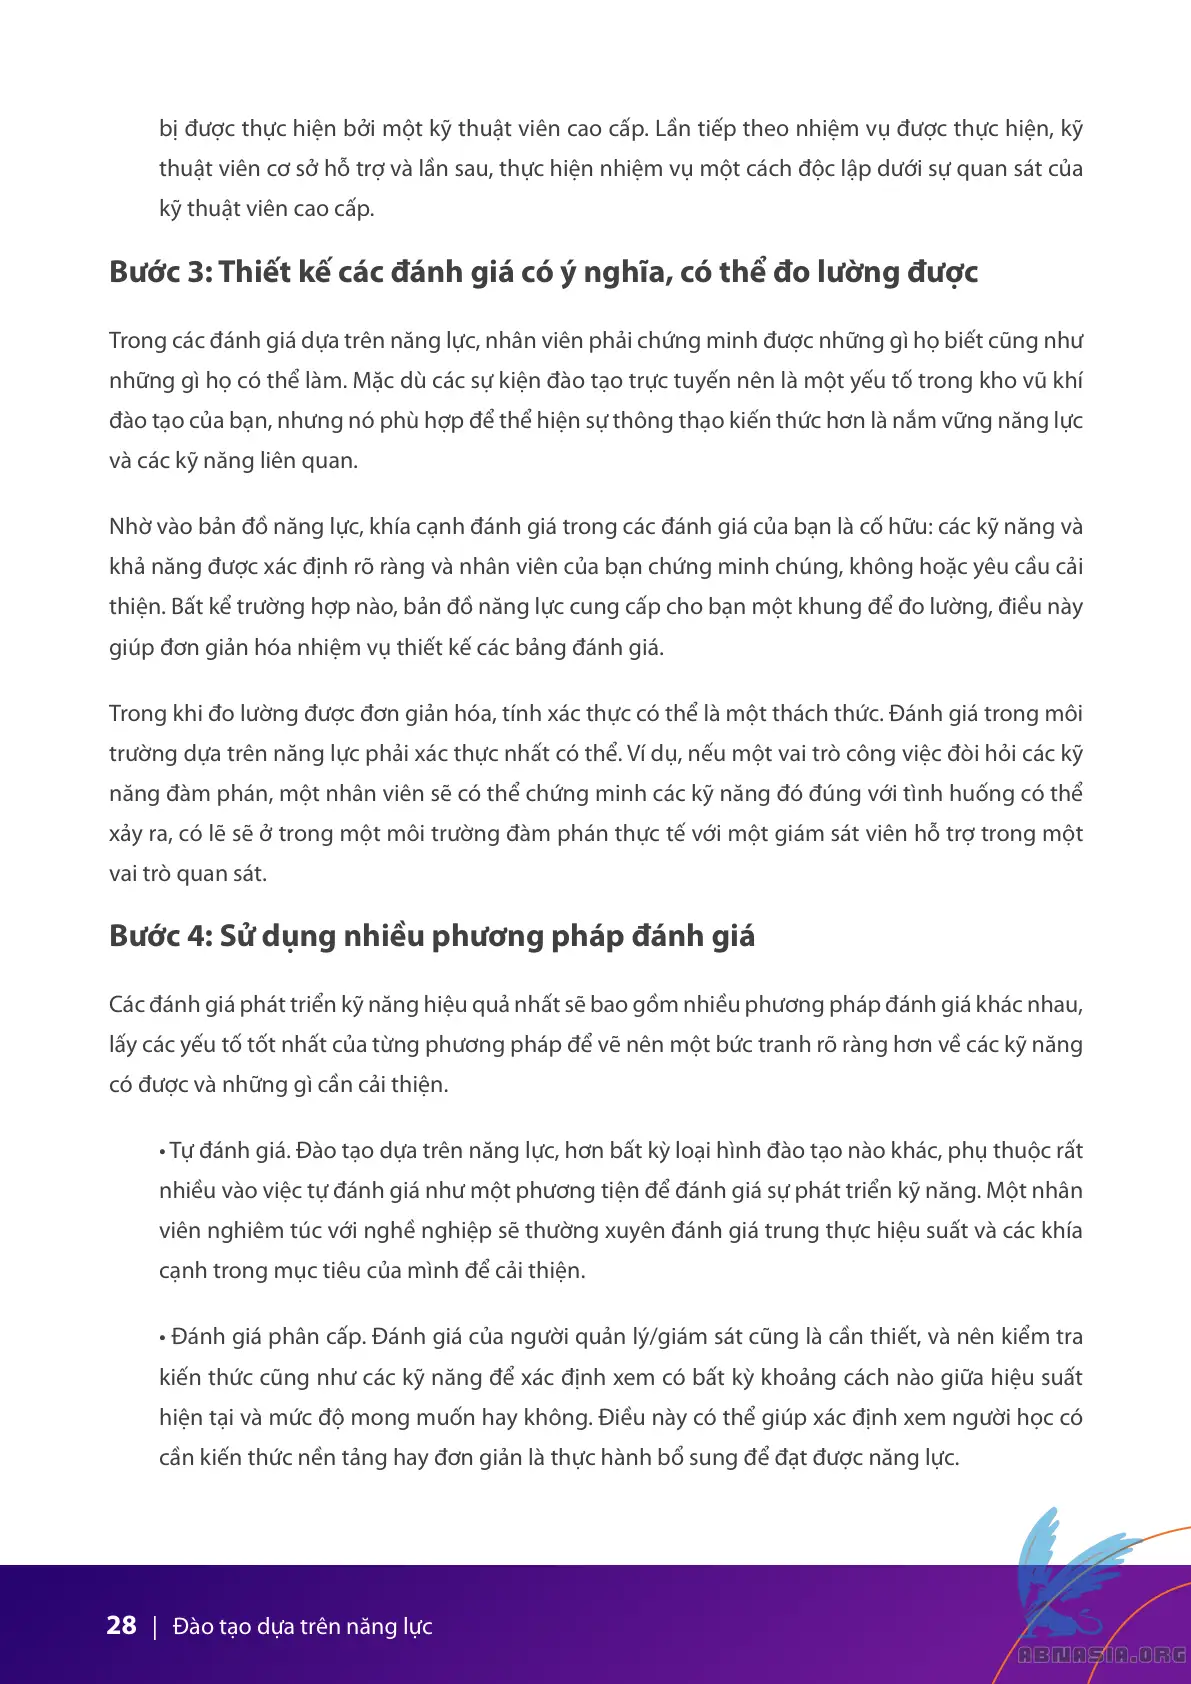 bị được thực hiện bởi một kỹ thuật viên cao cấp. Lần tiếp theo nhiệm vụ được thực hiện, kỹ
thuật viên cơ sở hỗ trợ và lần sau, thực hiện nhiệm vụ một cách độc lập dưới sự quan sát của
kỹ thuật viên cao cấp.
Bước 3: Thiết kế các đánh giá có ý nghĩa, có thể đo lường được
Trong các đánh giá dựa trên năng lực, nhân viên phải chứng minh được những gì họ biết cũng như
những gì họ có thể làm. Mặc dù các sự kiện đào tạo trực tuyến nên là một yếu tố trong kho vũ khí
đào tạo của bạn, nhưng nó phù hợp để thể hiện sự thông thạo kiến thức hơn là nắm vững năng lực
và các kỹ năng liên quan.
Nhờ vào bản đồ năng lực, khía cạnh đánh giá trong các đánh giá của bạn là cố hữu: các kỹ năng và
khả năng được xác định rõ ràng và nhân viên của bạn chứng minh chúng, không hoặc yêu cầu cải
thiện. Bất kể trường hợp nào, bản đồ năng lực cung cấp cho bạn một khung để đo lường, điều này
giúp đơn giản hóa nhiệm vụ thiết kế các bảng đánh giá.
Trong khi đo lường được đơn giản hóa, tính xác thực có thể là một thách thức. Đánh giá trong môi
trường dựa trên năng lực phải xác thực nhất có thể. Ví dụ, nếu một vai trò công việc đòi hỏi các kỹ
năng đàm phán, một nhân viên sẽ có thể chứng minh các kỹ năng đó đúng với tình huống có thể
xảy ra, có lẽ sẽ ở trong một môi trường đàm phán thực tế với một giám sát viên hỗ trợ trong một
vai trò quan sát.
Bước 4: Sử dụng nhiều phương pháp đánh giá
Các đánh giá phát triển kỹ năng hiệu quả nhất sẽ bao gồm nhiều phương pháp đánh giá khác nhau,
lấy các yếu tố tốt nhất của từng phương pháp để vẽ nên một bức tranh rõ ràng hơn về các kỹ năng
có được và những gì cần cải thiện.
• Tự đánh giá. Đào tạo dựa trên năng lực, hơn bất kỳ loại hình đào tạo nào khác, phụ thuộc rất
nhiều vào việc tự đánh giá như một phương tiện để đánh giá sự phát triển kỹ năng. Một nhân
viên nghiêm túc với nghề nghiệp sẽ thường xuyên đánh giá trung thực hiệu suất và các khía
cạnh trong mục tiêu của mình để cải thiện.
• Đánh giá phân cấp. Đánh giá của người quản lý/giám sát cũng là cần thiết, và nên kiểm tra
kiến thức cũng như các kỹ năng để xác định xem có bất kỳ khoảng cách nào giữa hiệu suất
hiện tại và mức độ mong muốn hay không. Điều này có thể giúp xác định xem người học có
cần kiến thức nền tảng hay đơn giản là thực hành bổ sung để đạt được năng lực.
28 | Đào tạo dựa trên năng lực
ABNASIA.ORG